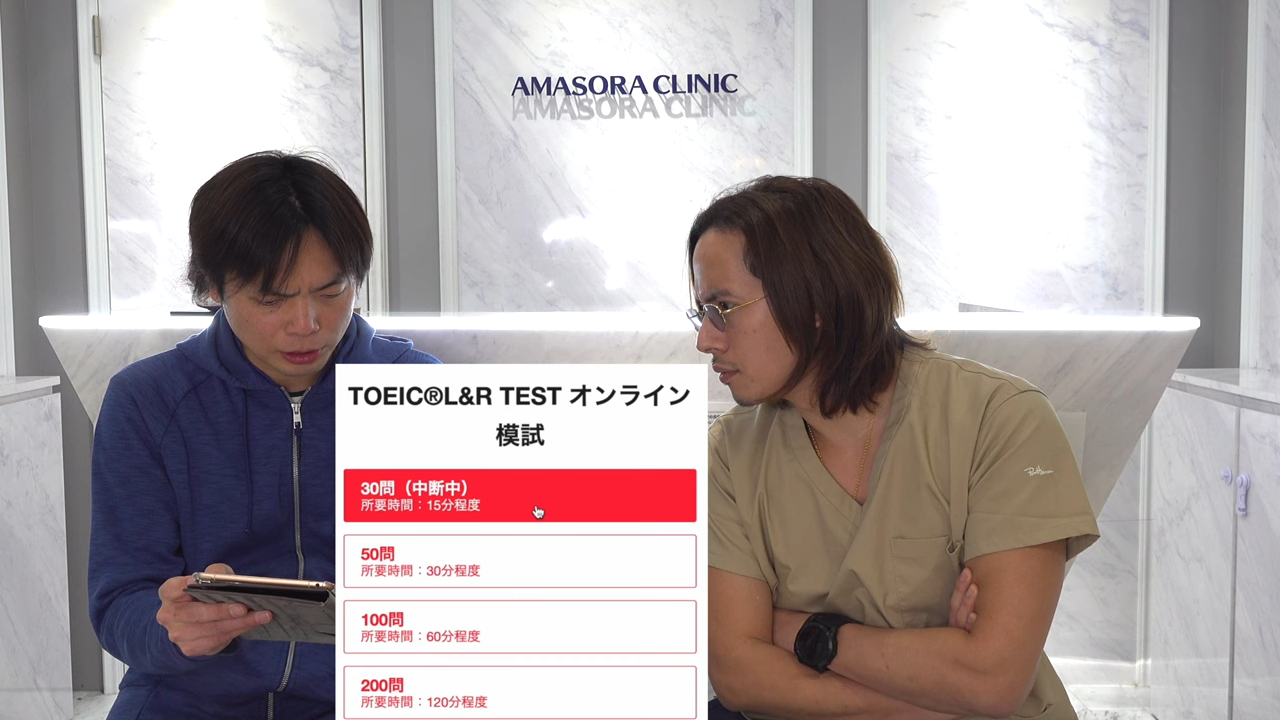 AMASORA CLINIC
TOEIC®L&R TEST オンライン
模試
30問（中断中）
所要時間：15分程度
50問
所要時間：30分程度
100問
所要時間：60分程度
200問
所要時間：120分程度